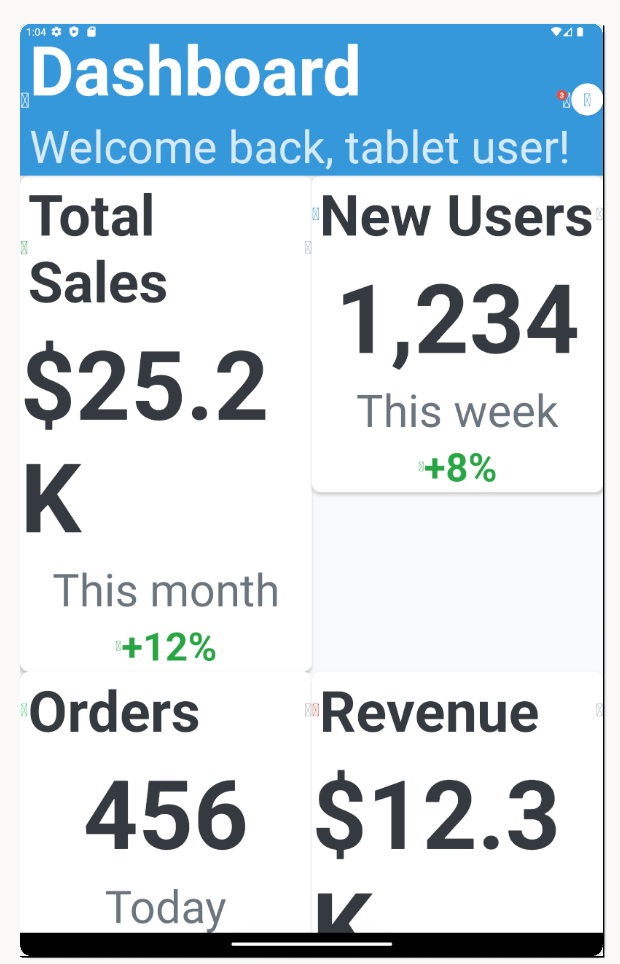 1:04
Dashboard
3
Welcome back, tablet user!
Total
Sales
$25.2
K
This month
+12%
New Users
1,234
This week
+8%
Orders
456
Today
Revenue
$12.3
K